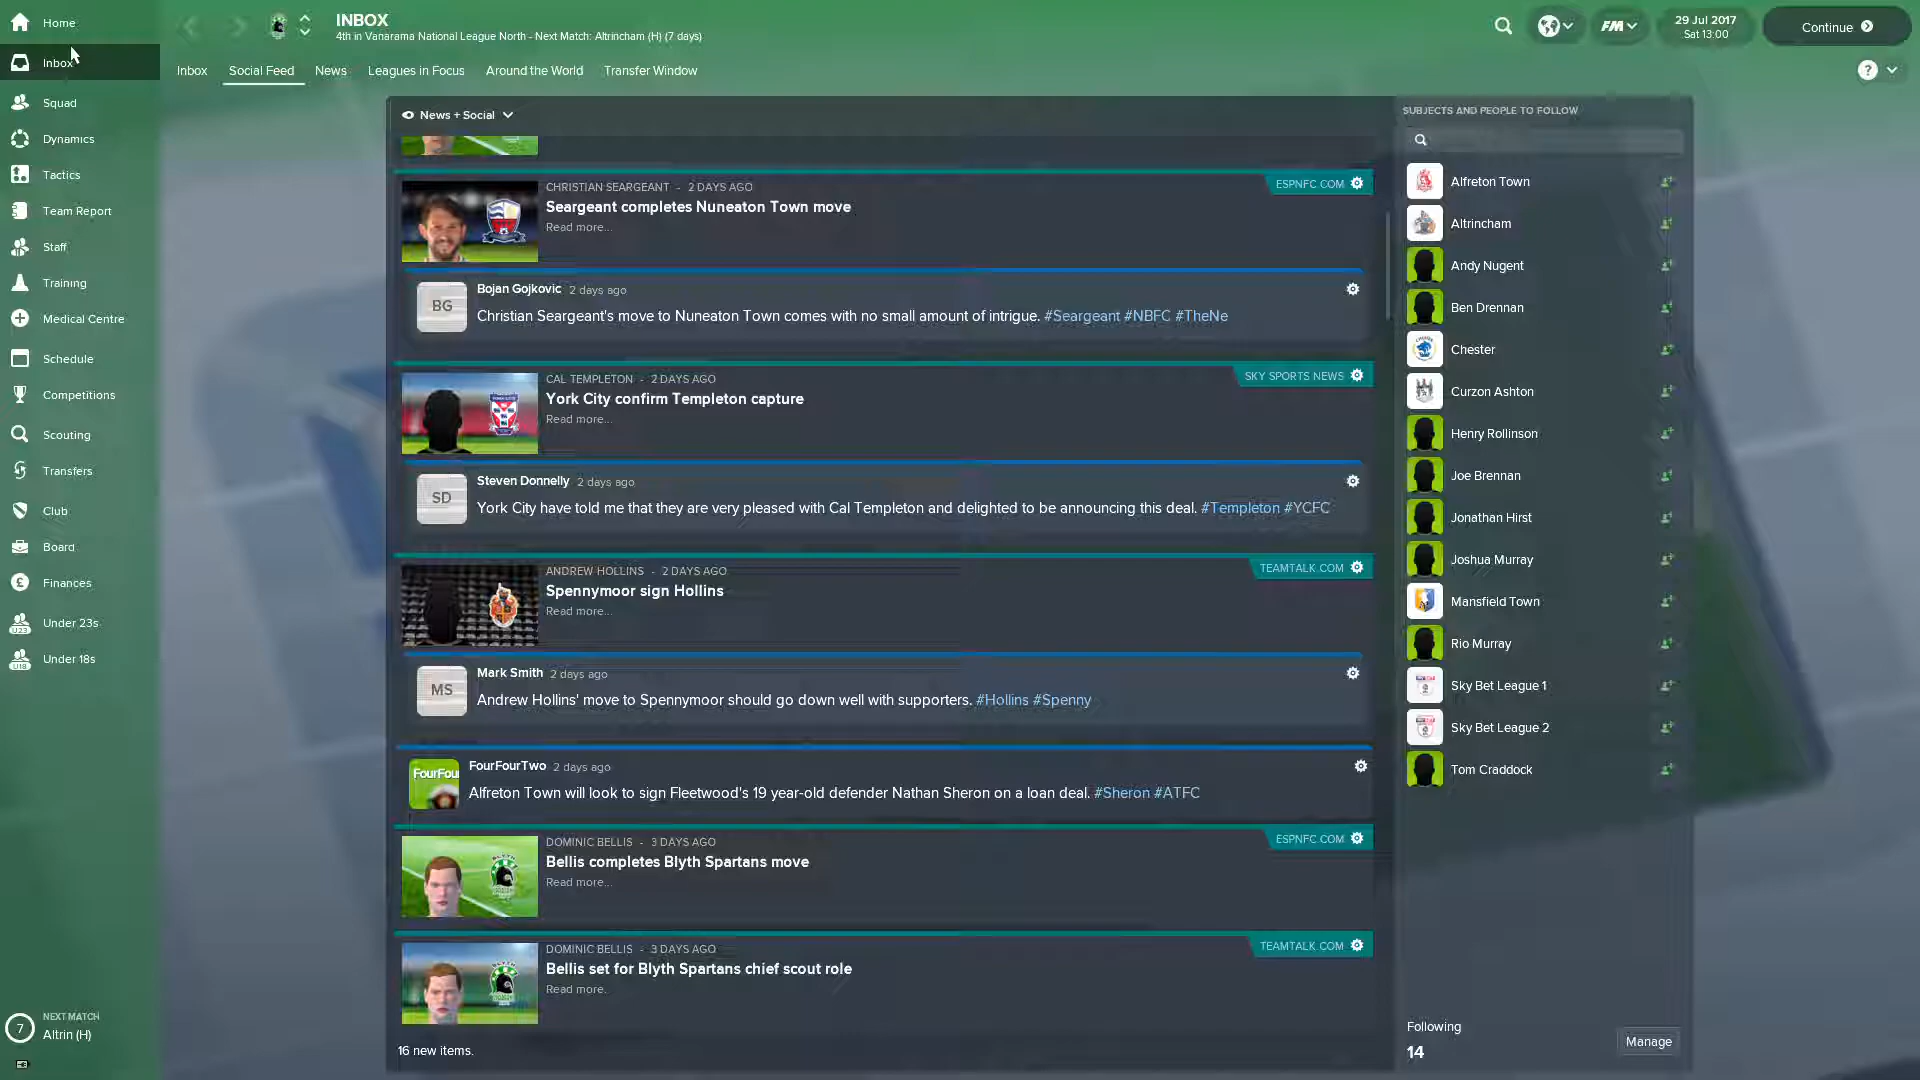 Home
Inbox
Squad
Dynamics
Tactics
Team Report
Staff
Training
Medical Centre
Schedule
Competitions
Scouting
Transfers
Club
Board
Finances
Under 23s
Under 18s
7
NEXT MATCH
Altrin (H)
INBOX
4th in Vanarama National League North - Next Match: Altrincham (H) (7 days)
FM
29 Jul 2017
Sat 13:00
Continue
Inbox
Social Feed
News
Leagues in Focus
Around the World
Transfer Window
?
News + Social
CHRISTIAN SEARGEANT - 2 DAYS AGO
ESPNFC.COM
Seargeant completes Nuneaton Town move
Read more...
BG
Bojan Gojkovic 2 days ago
Christian Seargeant's move to Nuneaton Town comes with no small amount of intrigue. #Seargeant #NBFC #TheNe
CAL TEMPLETON - 2 DAYS AGO
SKY SPORTS NEWS
York City confirm Templeton capture
Read more...
SD
Steven Donnelly 2 days ago
York City have told me that they are very pleased with Cal Templeton and delighted to be announcing this deal. #Templeton #YCFC
ANDREW HOLLINS - 2 DAYS AGO
TEAMTALK.COM
Spennymoor sign Hollins
Read more...
MS
Mark Smith 2 days ago
Andrew Hollins' move to Spennymoor should go down well with supporters. #Hollins #Spenny
FourFou
FourFourTwo 2 days ago
Alfreton Town will look to sign Fleetwood's 19 year-old defender Nathan Sheron on a loan deal. #Sheron #ATFC
DOMINIC BELLIS - 3 DAYS AGO
ESPNFC.COM
Bellis completes Blyth Spartans move
Read more...
DOMINIC BELLIS - 3 DAYS AGO
TEAMTALK.COM
Bellis set for Blyth Spartans chief scout role
Read more.
16 new items.
SUBJECTS AND PEOPLE TO FOLLOW
Alfreton Town
Altrincham
Andy Nugent
Ben Drennan
Chester
Curzon Ashton
Henry Rollinson
Joe Brennan
Jonathan Hirst
Joshua Murray
Mansfield Town
Rio Murray
Sky Bet League 1
Sky Bet League 2
Tom Craddock
Following
14
Manage